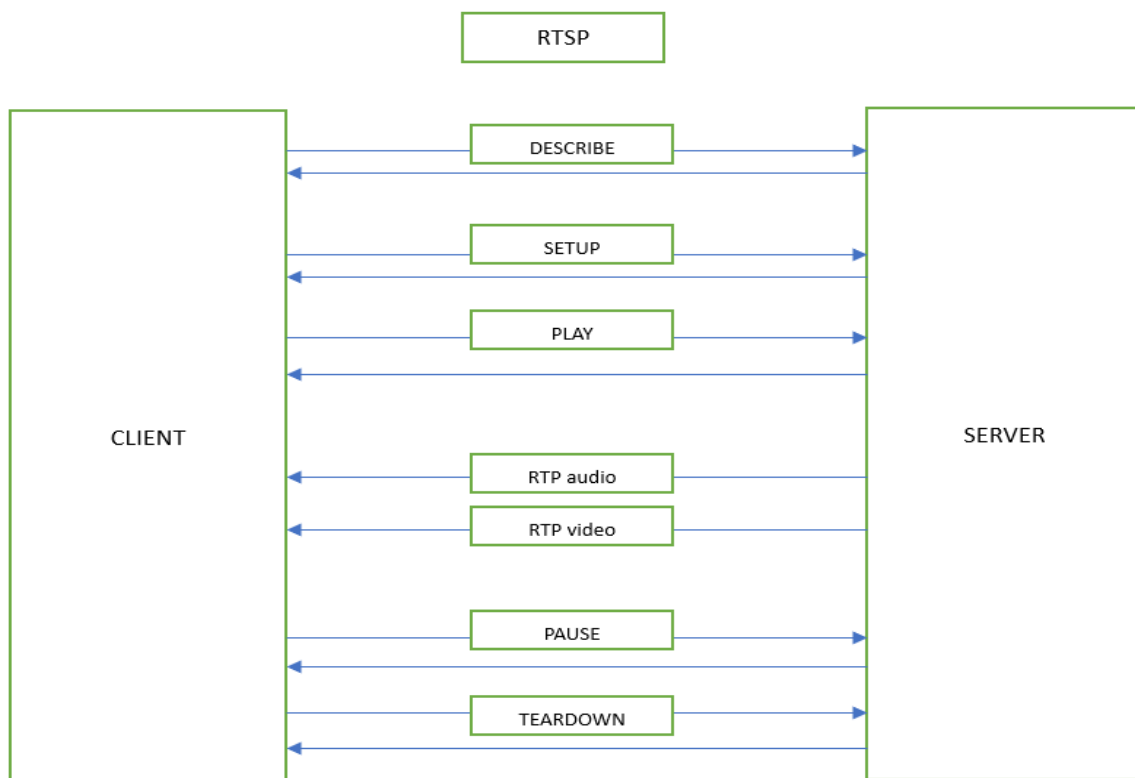 RTSP
DESCRIBE
SETUP
PLAY
CLIENT
SERVER
RTP audio
RTP video
PAUSE
TEARDOWN